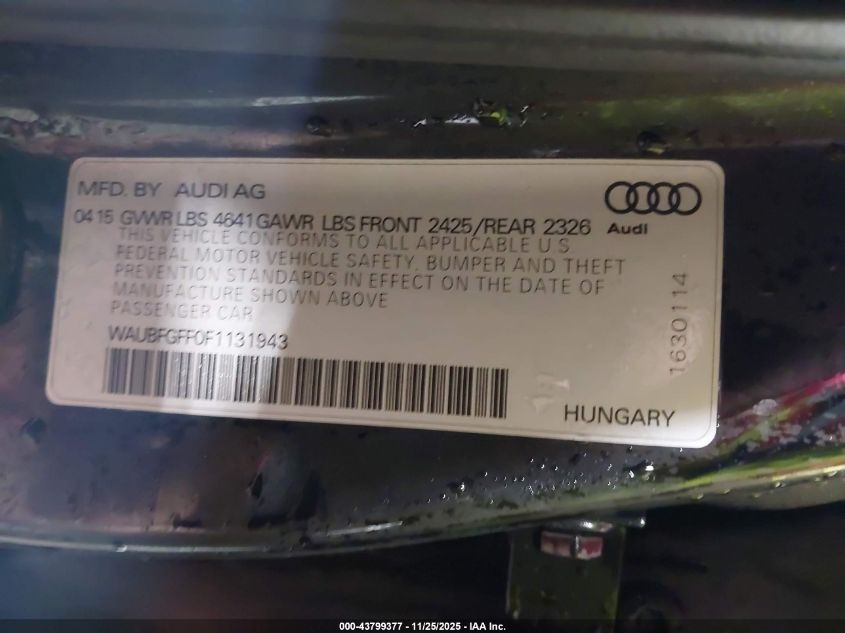 MFD. BY AUDI AG
04 15 GVWR LBS 4641 GAWR LBS FRONT 2425/REAR 2326
Audi
THIS VEHICLE CONFORMS TO ALL APPLICABLE U.S.
FEDERAL MOTOR VEHICLE SAFETY, BUMPER AND THEFT
PREVENTION STANDARDS IN EFFECT ON THE DATE OF
MANUFACTURE SHOWN ABOVE
PASSENGER CAR
WAUBFGFF0F1131943
1630114
HUNGARY
000-43799377 - 11/25/2025 - IAA Inc.